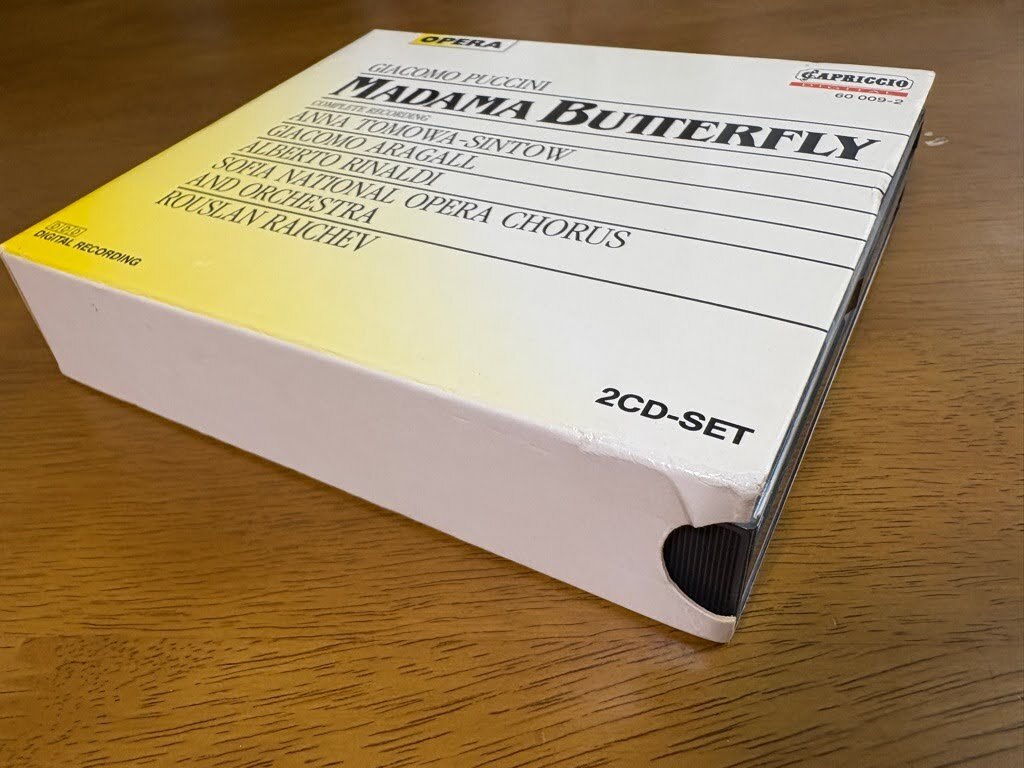 OPERA
CAPRICCIO
DIGITAL
60 009-2
GIACOMO PUCCINI
MADAMA BUTTERFLY
COMPLETE RECORDING
ANNA TOMOWA-SINTOW
GIACOMO ARAGALL
ALBERTO RINALDI
SOFIA NATIONAL OPERA CHORUS
AND ORCHESTRA
ROUSLAN RAICHEV
DDD
DIGITAL RECORDING
2CD-SET